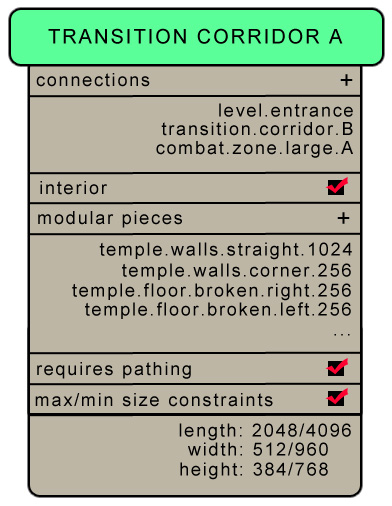 TRANSITION CORRIDOR A
connections +
level.entrance
transition.corridor.B
combat.zone.large.A
interior
modular pieces +
temple.walls.straight.1024
temple.walls.corner.256
temple.floor.broken.right.256
temple.floor.broken.left.256
...
requires pathing
max/min size constraints
length: 2048/4096
width: 512/960
height: 384/768